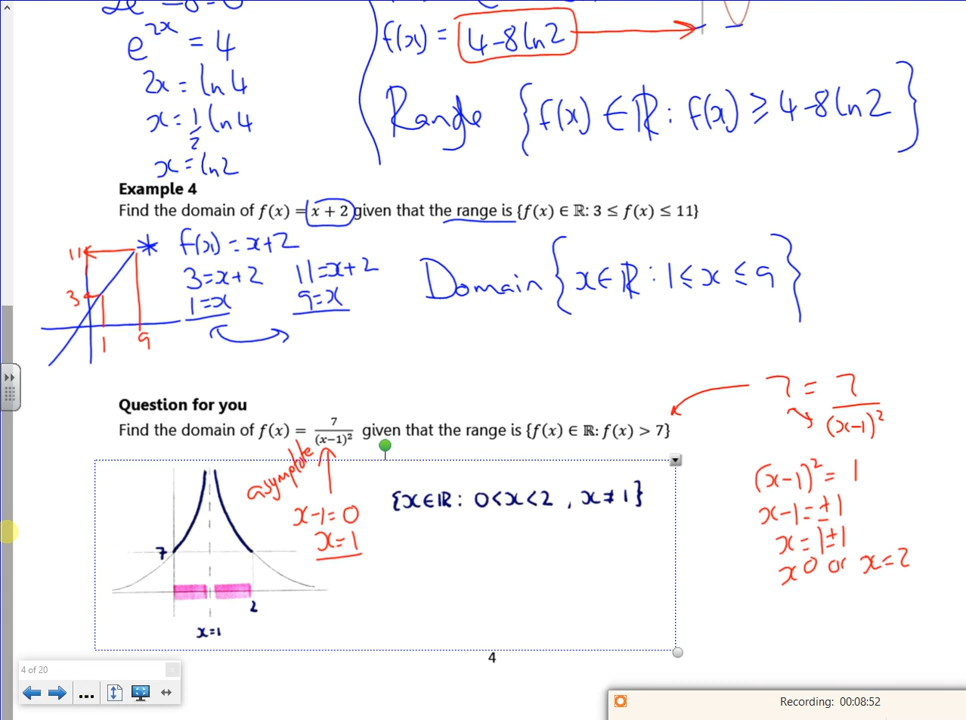 e^{2x} = 4
2x = ln 4
x = 1/2 ln 4
x = ln 2
f(x) = 4-8ln2
Range {f(x) ∈ ℝ : f(x) ≥ 4-8ln2}
Example 4
Find the domain of f(x) = x + 2 given that the range is {f(x) ∈ ℝ: 3 ≤ f(x) ≤ 11}
11
3
1
9
* f(x) = x+2
3=x+2 11=x+2
1=x 9=x
Domain {x ∈ ℝ : 1 ≤ x ≤ 9}
Question for you
Find the domain of f(x) = 7/(x−1)² given that the range is {f(x) ∈ ℝ: f(x) > 7}
7 = 7/(x-1)²
(x-1)² = 1
x-1 = ±1
x = 1±1
x 0 or x = 2
asymptote
x-1=0
x=1
{x∈ℝ : 0<x<2 , x≠1}
7
2
x=1
4
4 of 20
...
Recording: 00:08:52